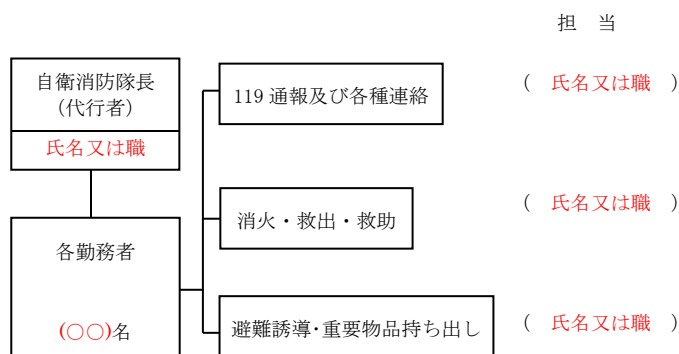 担　当
自衛消防隊長
（代行者）
氏名又は職
119 通報及び各種連絡
（　氏名又は職　）
消火・救出・救助
（　氏名又は職　）
各勤務者
(○○)名
避難誘導・重要物品持ち出し
（　氏名又は職　）